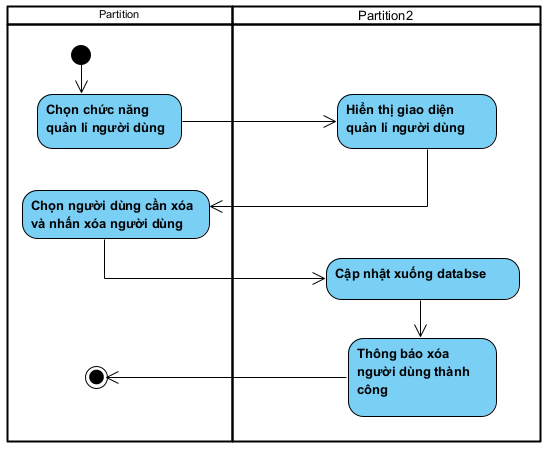 Partition
Partition2
Chọn chức năng
quản lí người dùng
Hiển thị giao diện
quản lí người dùng
Chọn người dùng cần xóa
và nhấn xóa người dùng
Cập nhật xuống databse
Thông báo xóa
người dùng thành
công